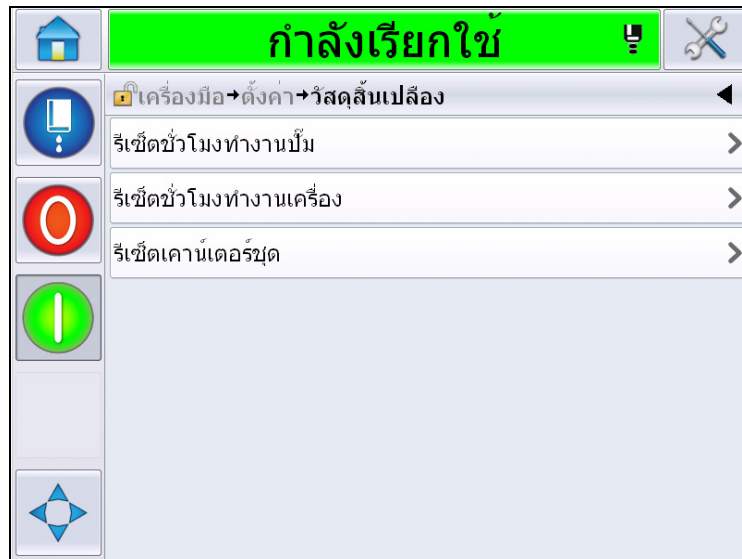 กำลังเรียกใช้
เครื่องมือ→ตั้งค่า→วัสดุสิ้นเปลือง
รีเซ็ตชั่วโมงทำงานปั๊ม
รีเซ็ตชั่วโมงทำงานเครื่อง
รีเซ็ตเคาน์เตอร์ชุด